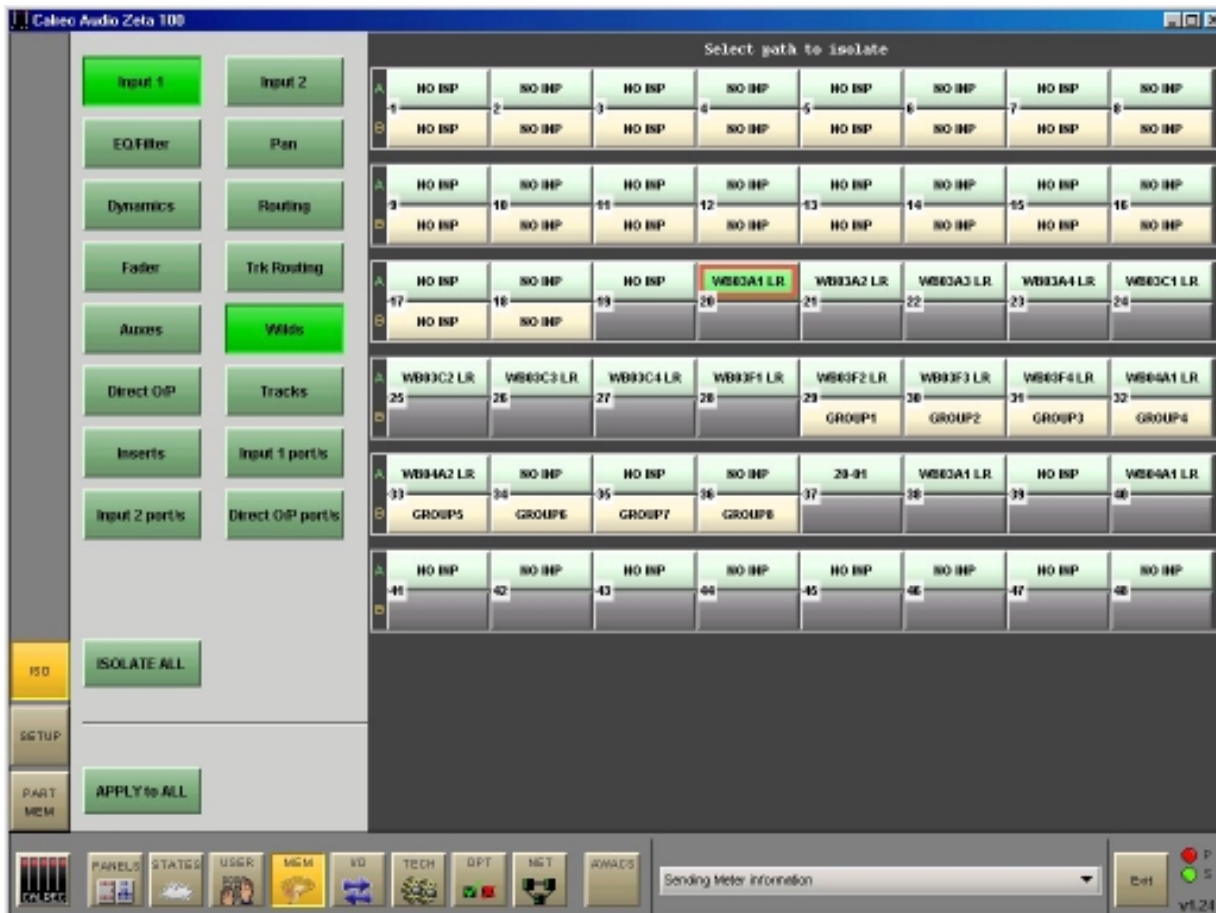 Calrec Audio Zeta 100
Select path to isolate
Input 1 Input 2
EQ/Filter Pan
Dynamics Routing
Fader Trk Routing
Auxes Wilds
Direct O/P Tracks
Inserts Input 1 port/s
Input 2 port/s Direct O/P port/s
ISOLATE ALL
APPLY to ALL
ISO
SETUP
PART
MEM
A NO INP NO INP NO INP NO INP NO INP NO INP NO INP NO INP
1 2 3 4 5 6 7 8
B NO INP NO INP NO INP NO INP NO INP NO INP NO INP NO INP
A NO INP NO INP NO INP NO INP NO INP NO INP NO INP NO INP
9 10 11 12 13 14 15 16
B NO INP NO INP NO INP NO INP NO INP NO INP NO INP NO INP
A NO INP NO INP NO INP WB03A1 LR WB03A2 LR WB03A3 LR WB03A4 LR WB03C1 LR
17 18 19 20 21 22 23 24
B NO INP NO INP
A WB03C2 LR WB03C3 LR WB03C4 LR WB03F1 LR WB03F2 LR WB03F3 LR WB03F4 LR WB04A1 LR
25 26 27 28 29 30 31 32
B GROUP1 GROUP2 GROUP3 GROUP4
A WB04A2 LR NO INP NO INP NO INP 20-01 WB03A1 LR NO INP WB04A1 LR
33 34 35 36 37 38 39 40
B GROUP5 GROUP6 GROUP7 GROUP8
A NO INP NO INP NO INP NO INP NO INP NO INP NO INP NO INP
41 42 43 44 45 46 47 48
B
CALREC PANELS STATES USER MEM I/O TECH OPT NET AWACS
Sending Meter information
Exit
P
S
v1.24